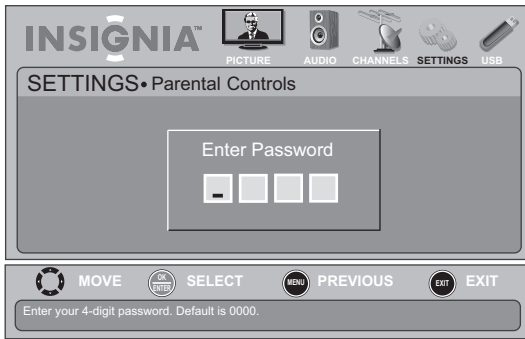 INSIGNIA™
PICTURE AUDIO CHANNELS SETTINGS USB
SETTINGS• Parental Controls
Enter Password
_
MOVE OK ENTER SELECT MENU PREVIOUS EXIT EXIT
Enter your 4-digit password. Default is 0000.